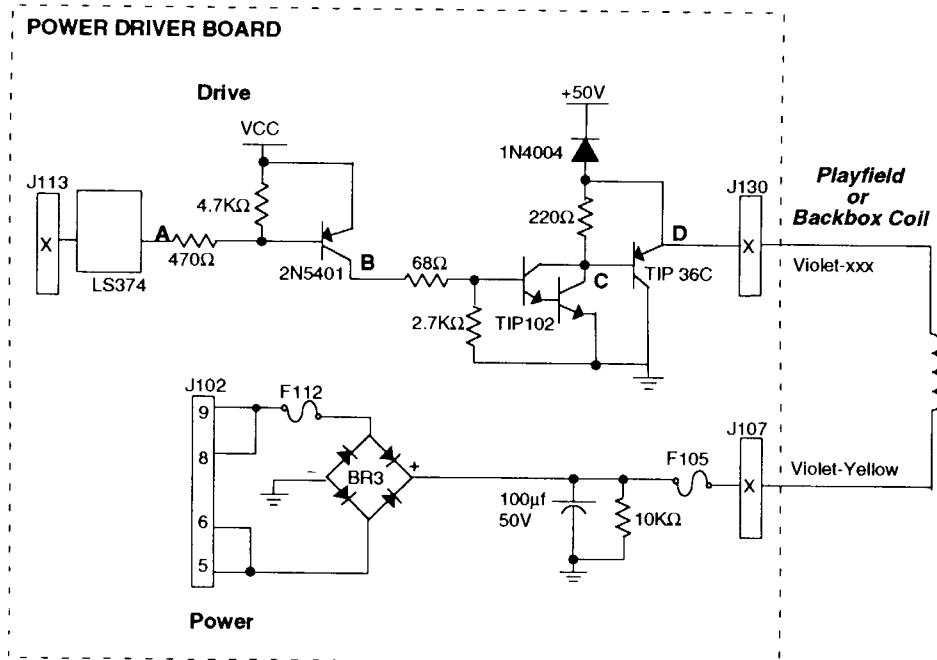 POWER DRIVER BOARD
Drive
+50V
VCC
1N4004
J113
4.7KΩ
220Ω
J130
Playfield
or
Backbox Coil
X
A
470Ω
LS374
2N5401
B
68Ω
C
D
TIP 36C
X
Violet-xxx
2.7KΩ
TIP102
J102
F112
9
8
6
5
–
BR3
+
100µf
50V
10KΩ
F105
J107
X
Violet-Yellow
Power